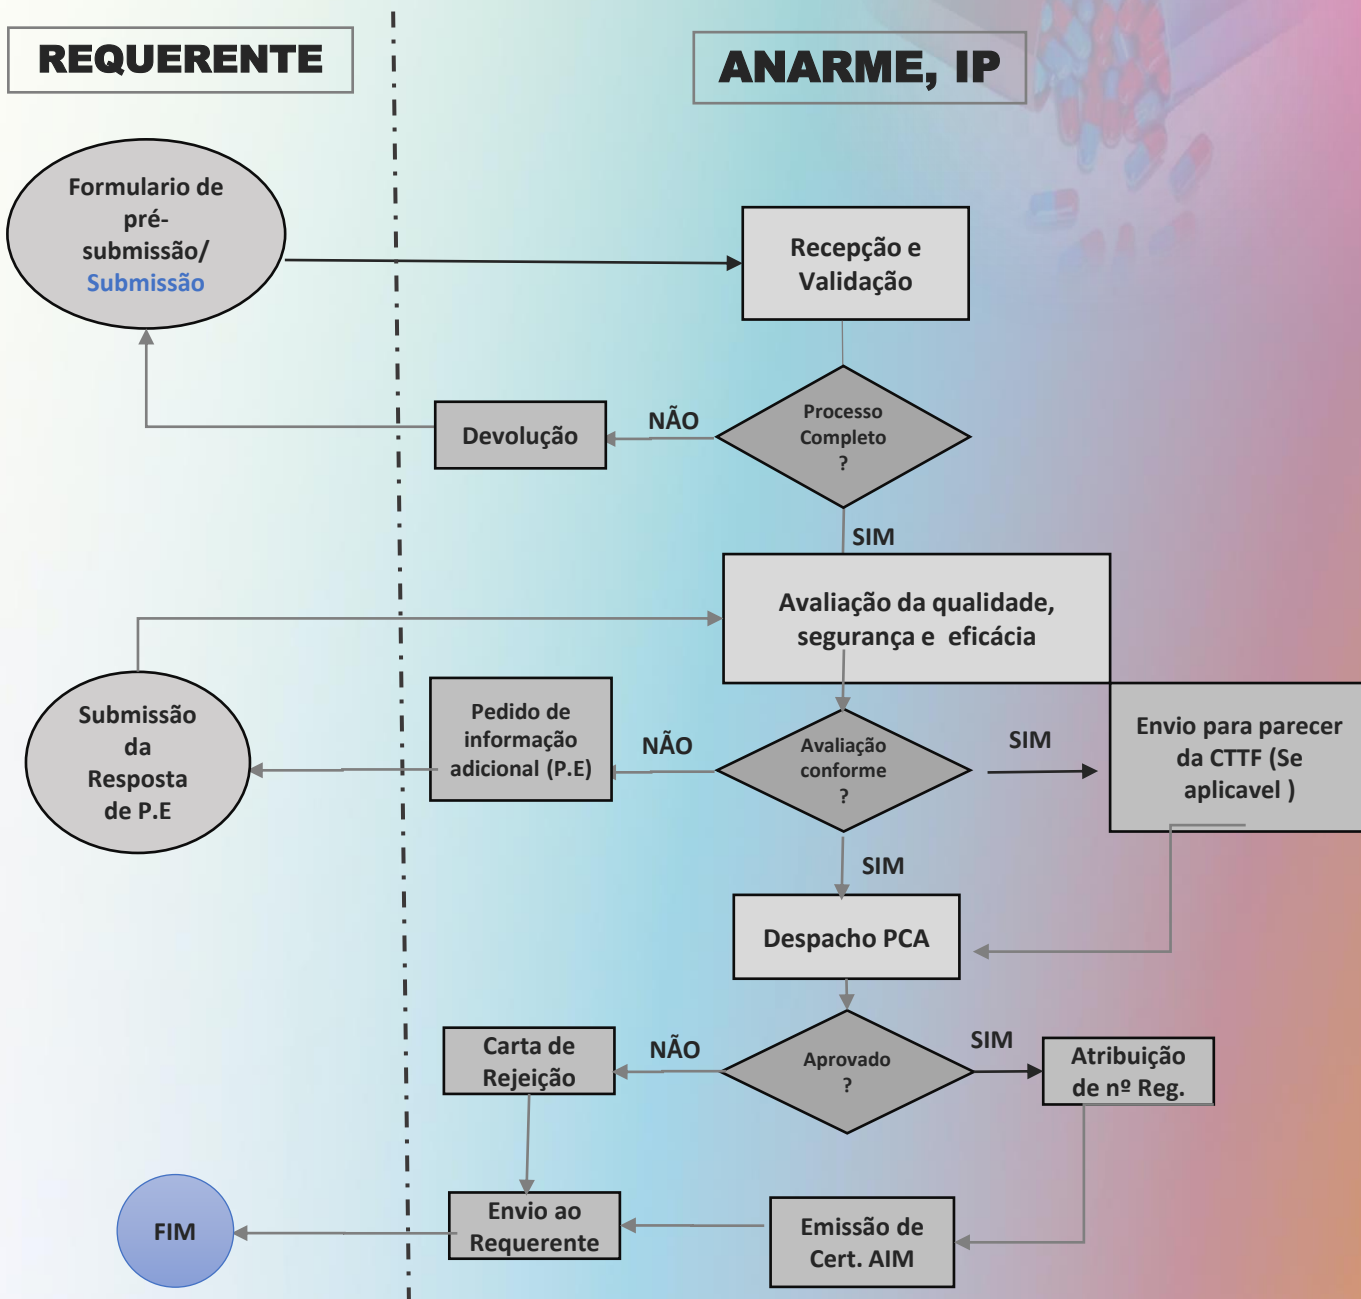 REQUERENTE
ANARME, IP
Formulario de
pré-
submissão/
Submissão
Recepção e
Validação
Processo
Completo
?
NÃO
Devolução
SIM
Avaliação da qualidade,
segurança e  eficácia
Submissão
da
Resposta
de P.E
Pedido de
informação
adicional (P.E)
NÃO
Avaliação
conforme
?
SIM
Envio para parecer
da CTTF (Se
aplicavel )
SIM
Despacho PCA
Carta de
Rejeição
NÃO
Aprovado
?
SIM
Atribuição
de nº Reg.
FIM
Envio ao
Requerente
Emissão de
Cert. AIM